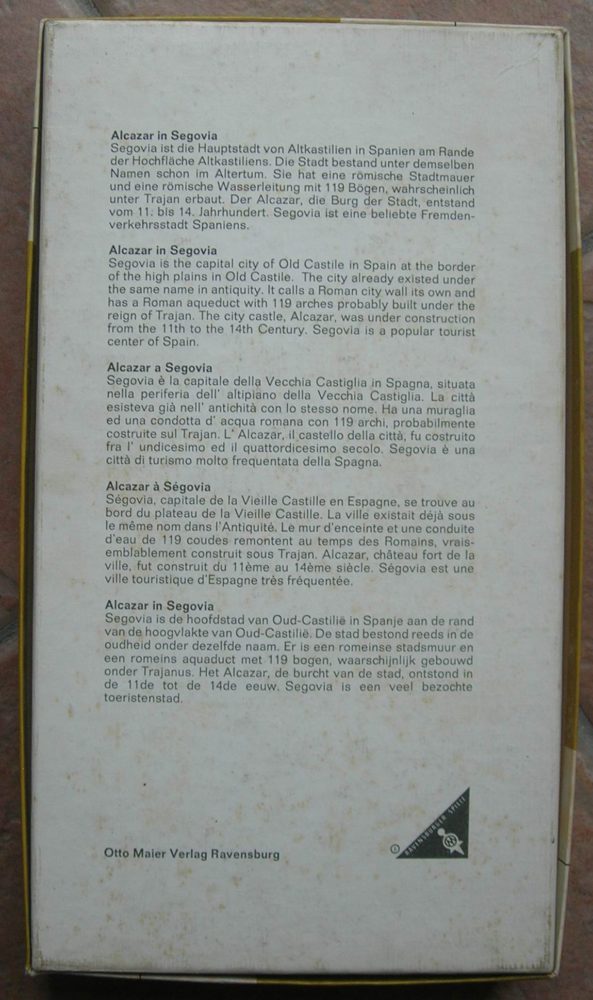 Alcazar in Segovia
Segovia ist die Hauptstadt von Altkastilien in Spanien am Rande
der Hochfläche Altkastiliens. Die Stadt bestand unter demselben
Namen schon im Altertum. Sie hat eine römische Stadtmauer
und eine römische Wasserleitung mit 119 Bögen, wahrscheinlich
unter Trajan erbaut. Der Alcazar, die Burg der Stadt, entstand
vom 11. bis 14. Jahrhundert. Segovia ist eine beliebte Fremden-
verkehrsstadt Spaniens.
Alcazar in Segovia
Segovia is the capital city of Old Castile in Spain at the border
of the high plains in Old Castile. The city already existed under
the same name in antiquity. It calls a Roman city wall its own and
has a Roman aqueduct with 119 arches probably built under the
reign of Trajan. The city castle, Alcazar, was under construction
from the 11th to the 14th Century. Segovia is a popular tourist
center of Spain.
Alcazar a Segovia
Segovia è la capitale della Vecchia Castiglia in Spagna, situata
nella periferia dell' altipiano della Vecchia Castiglia. La città
esisteva già nell' antichità con lo stesso nome. Ha una muraglia
ed una condotta d' acqua romana con 119 archi, probabilmente
costruite sul Trajan. L' Alcazar, il castello della città, fu costruito
fra l' undicesimo ed il quattordicesimo secolo. Segovia è una
città di turismo molto frequentata della Spagna.
Alcazar à Ségovia
Ségovia, capitale de la Vieille Castille en Espagne, se trouve au
bord du plateau de la Vieille Castille. La ville existait déjà sous
le même nom dans l'Antiquité. Le mur d'enceinte et une conduite
d'eau de 119 coudes remontent au temps des Romains, vrais-
emblablement construit sous Trajan. Alcazar, château fort de la
ville, fut construit du 11ème au 14ème siècle. Ségovia est une
ville touristique d'Espagne très fréquentée.
Alcazar in Segovia
Segovia is de hoofdstad van Oud-Castilië in Spanje aan de rand
van de hoogvlakte van Oud-Castilië. De stad bestond reeds in de
oudheid onder dezelfde naam. Er is een romeinse stadsmuur en
een romeins aquaduct met 119 bogen, waarschijnlijk gebouwd
onder Trajanus. Het Alcazar, de burcht van de stad, ontstond in
de 11de tot de 14de eeuw. Segovia is een veel bezochte
toeristenstad.
Otto Maier Verlag Ravensburg
RAVENSBURGER SPIELE